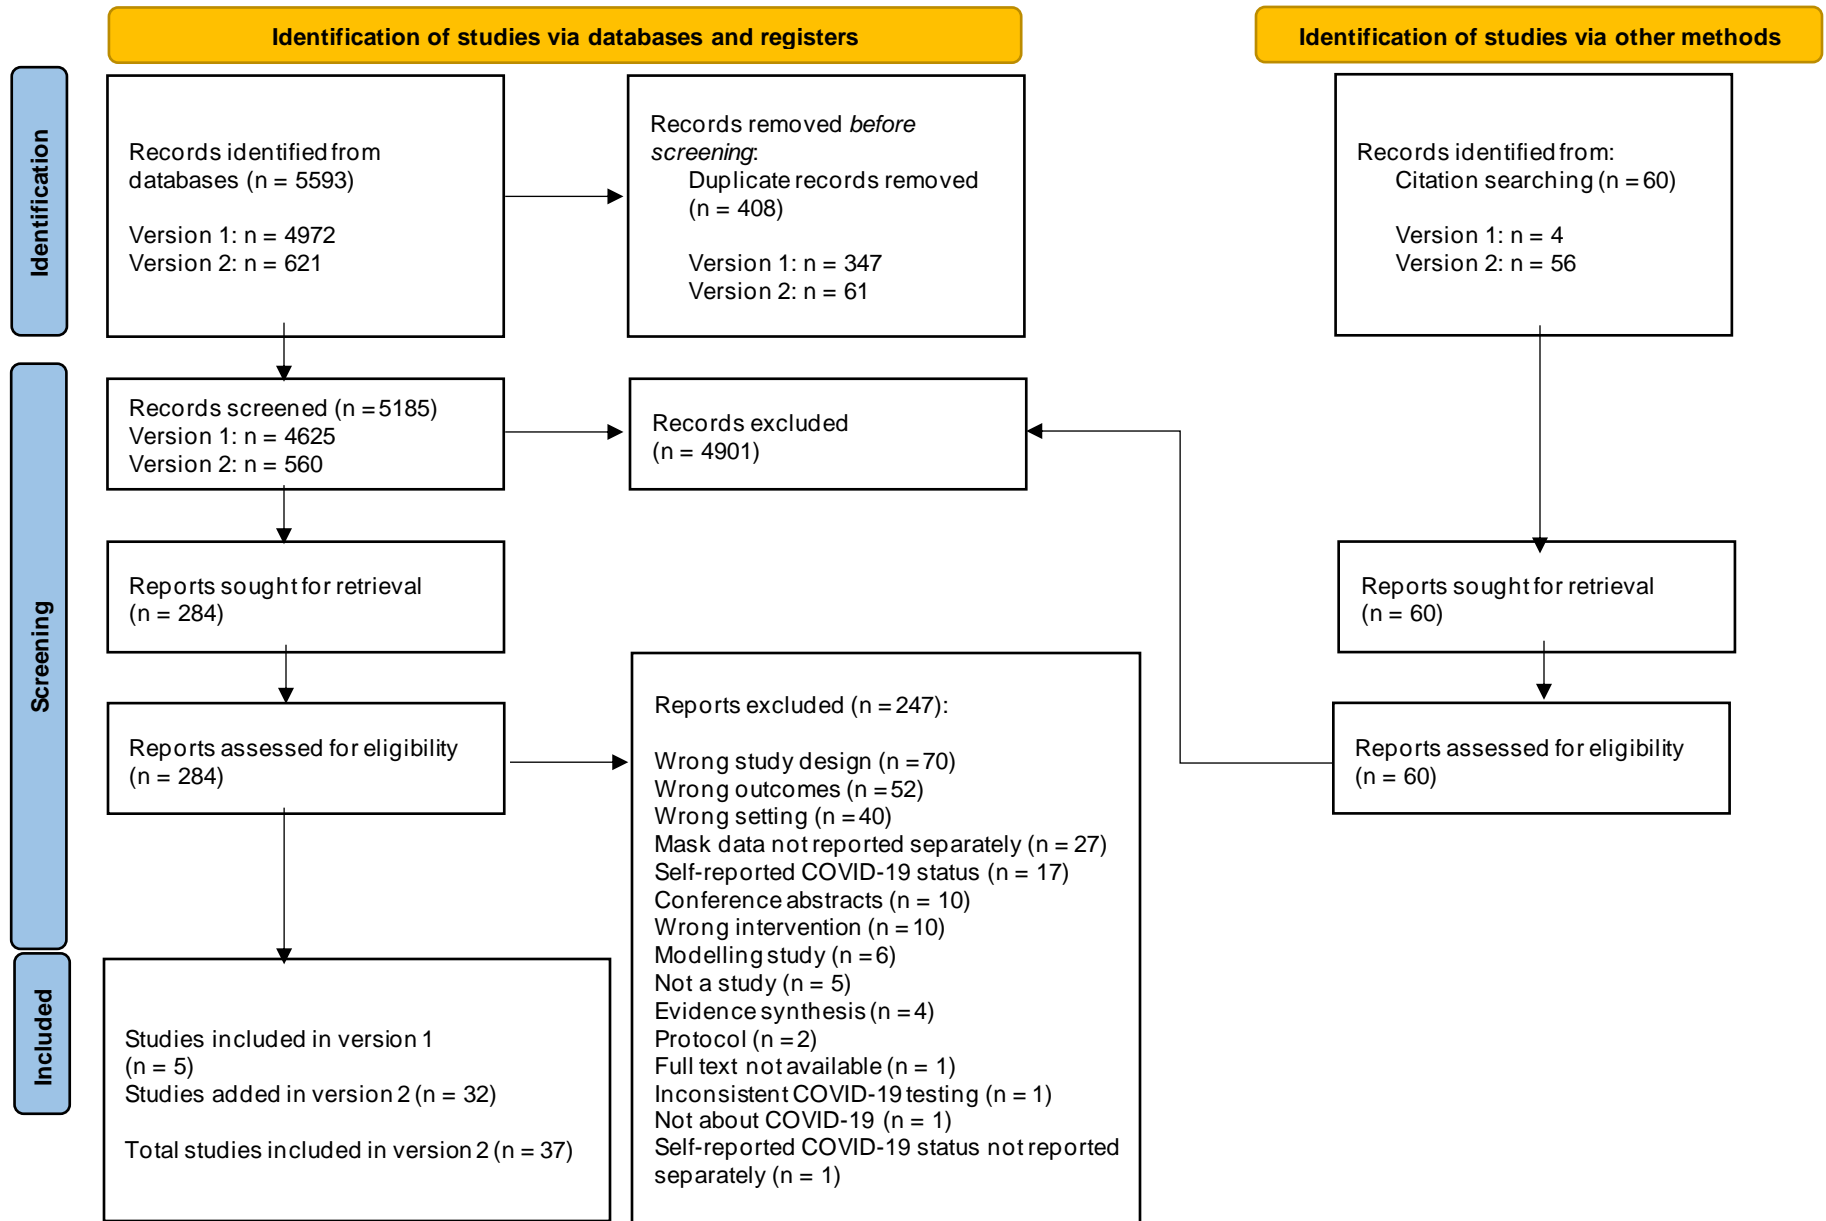 Identification of studies via databases and registers
Identification of studies via other methods
Identification
Records identified from
databases (n = 5593)
Version 1: n = 4972
Version 2: n = 621
Records removed before
screening:
Duplicate records removed
(n = 408)
Version 1: n = 347
Version 2: n = 61
Records identified from:
Citation searching (n = 60)
Version 1: n = 4
Version 2: n = 56
Screening
Records screened (n = 5185)
Version 1: n = 4625
Version 2: n = 560
Records excluded
(n = 4901)
Reports sought for retrieval
(n = 284)
Reports sought for retrieval
(n = 60)
Reports assessed for eligibility
(n = 284)
Reports excluded (n = 247):
Wrong study design (n = 70)
Wrong outcomes (n = 52)
Wrong setting (n = 40)
Mask data not reported separately (n = 27)
Self-reported COVID-19 status (n = 17)
Conference abstracts (n = 10)
Wrong intervention (n = 10)
Modelling study (n = 6)
Not a study (n = 5)
Evidence synthesis (n = 4)
Protocol (n = 2)
Full text not available (n = 1)
Inconsistent COVID-19 testing (n = 1)
Not about COVID-19 (n = 1)
Self-reported COVID-19 status not reported
separately (n = 1)
Reports assessed for eligibility
(n = 60)
Included
Studies included in version 1
(n = 5)
Studies added in version 2 (n = 32)
Total studies included in version 2 (n = 37)